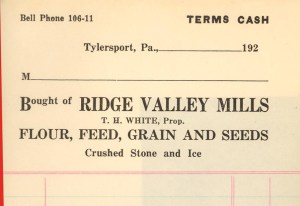 Bell Phone 106-11 TERMS CASH
Tylersport, Pa., 192
M
Bought of RIDGE VALLEY MILLS
T. H. WHITE, Prop.
FLOUR, FEED, GRAIN AND SEEDS
Crushed Stone and Ice